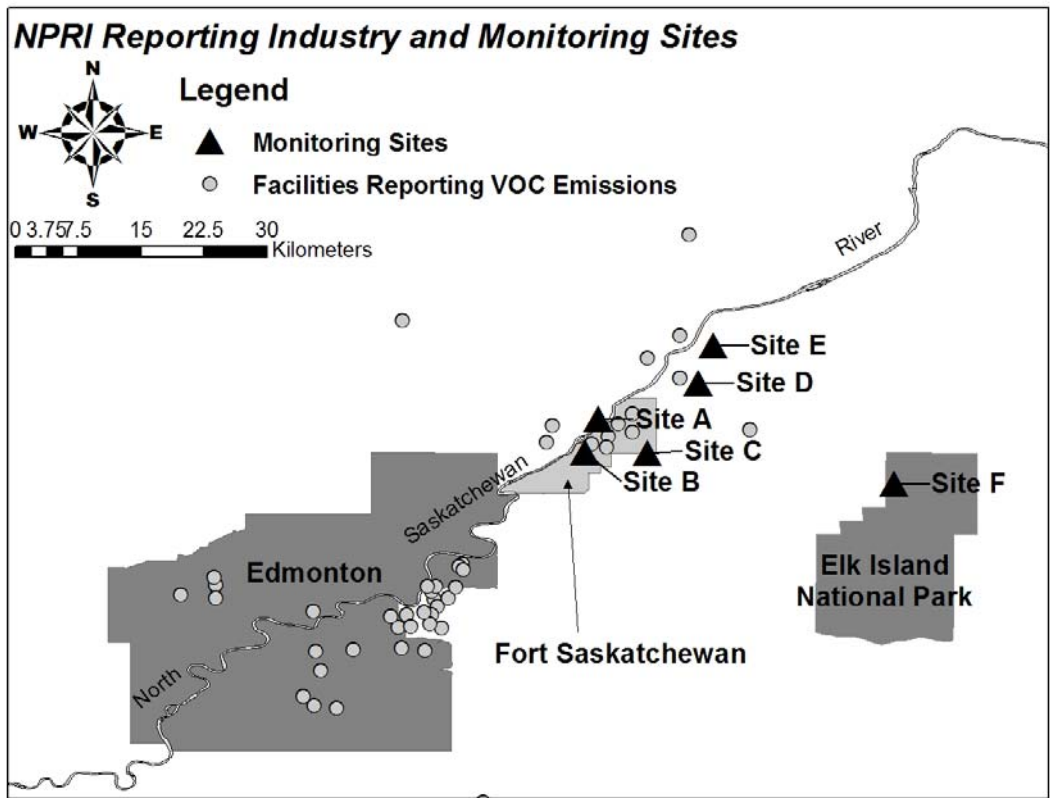 NPRI Reporting Industry and Monitoring Sites
N
W E
S
Legend
Monitoring Sites
Facilities Reporting VOC Emissions
0 3.75 7.5 15 22.5 30
Kilometers
River
Site E
Site D
Site A
Site C
Site B
Site F
Saskatchewan
North
Edmonton
Elk Island
National Park
Fort Saskatchewan